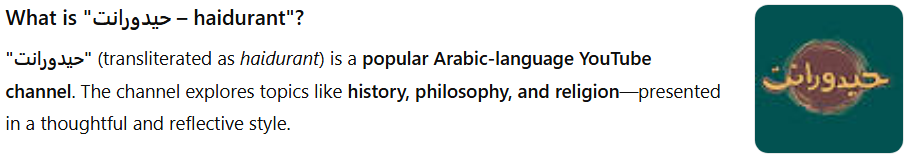 What is "حيدورانت – haidurant"?
"حيدورانت" (transliterated as haidurant) is a popular Arabic-language YouTube
channel. The channel explores topics like history, philosophy, and religion—presented
in a thoughtful and reflective style.
حيدورانت